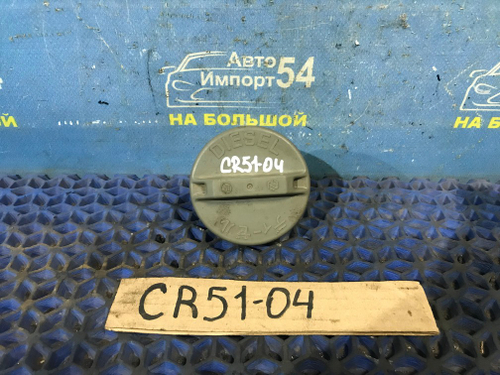 Авто
Импорт54
НА БОЛЬШОЙ
НА БОЛЬШОЙ
DIESEL
CR51-04
CR51-04